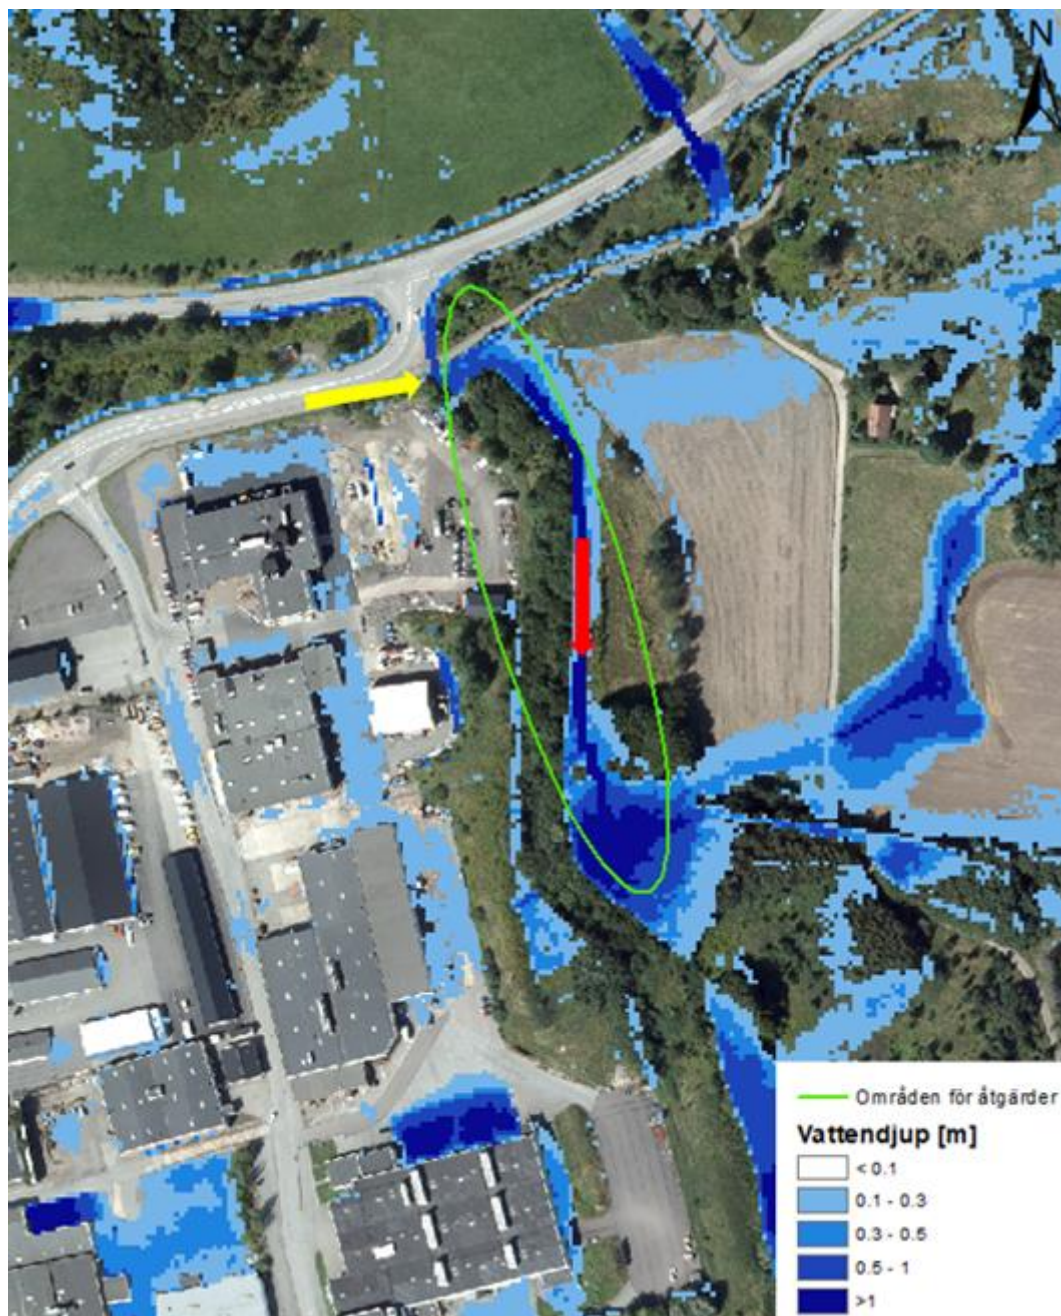 N
Områden för åtgärder
Vattendjup [m]
< 0.1
0.1 - 0.3
0.3 - 0.5
0.5 - 1
>1